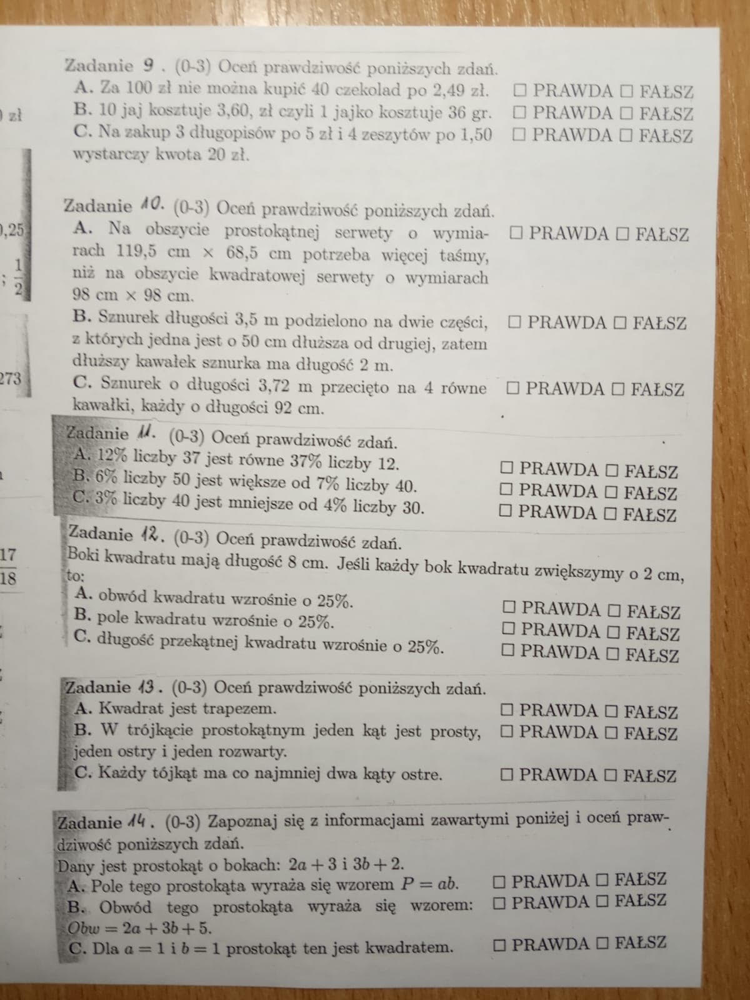 Zadanie 9. (0-3) Oceń prawdziwość poniższych zdań.
A. Za 100 zł nie można kupić 40 czekolad po 2,49 zł. ☐ PRAWDA ☐ FAŁSZ
B. 10 jaj kosztuje 3,60, zł czyli 1 jajko kosztuje 36 gr. ☐ PRAWDA ☐ FAŁSZ
C. Na zakup 3 długopisów po 5 zł i 4 zeszytów po 1,50 ☐ PRAWDA ☐ FAŁSZ
wystarczy kwota 20 zł.
Zadanie 10. (0-3) Oceń prawdziwość poniższych zdań.
A. Na obszycie prostokątnej serwety o wymia- ☐ PRAWDA ☐ FAŁSZ
rach 119,5 cm × 68,5 cm potrzeba więcej taśmy,
niż na obszycie kwadratowej serwety o wymiarach
98 cm × 98 cm.
B. Sznurek długości 3,5 m podzielono na dwie części, ☐ PRAWDA ☐ FAŁSZ
z których jedna jest o 50 cm dłuższa od drugiej, zatem
dłuższy kawałek sznurka ma długość 2 m.
C. Sznurek o długości 3,72 m przecięto na 4 równe ☐ PRAWDA ☐ FAŁSZ
kawałki, każdy o długości 92 cm.
Zadanie 11. (0-3) Oceń prawdziwość zdań.
A. 12% liczby 37 jest równe 37% liczby 12. ☐ PRAWDA ☐ FAŁSZ
B. 6% liczby 50 jest większe od 7% liczby 40. ☐ PRAWDA ☐ FAŁSZ
C. 3% liczby 40 jest mniejsze od 4% liczby 30. ☐ PRAWDA ☐ FAŁSZ
Zadanie 12. (0-3) Oceń prawdziwość zdań.
Boki kwadratu mają długość 8 cm. Jeśli każdy bok kwadratu zwiększymy o 2 cm,
to:
A. obwód kwadratu wzrośnie o 25%. ☐ PRAWDA ☐ FAŁSZ
B. pole kwadratu wzrośnie o 25%. ☐ PRAWDA ☐ FAŁSZ
C. długość przekątnej kwadratu wzrośnie o 25%. ☐ PRAWDA ☐ FAŁSZ
Zadanie 13. (0-3) Oceń prawdziwość poniższych zdań.
A. Kwadrat jest trapezem. ☐ PRAWDA ☐ FAŁSZ
B. W trójkącie prostokątnym jeden kąt jest prosty, ☐ PRAWDA ☐ FAŁSZ
jeden ostry i jeden rozwarty.
C. Każdy tójkąt ma co najmniej dwa kąty ostre. ☐ PRAWDA ☐ FAŁSZ
Zadanie 14. (0-3) Zapoznaj się z informacjami zawartymi poniżej i oceń praw-
dziwość poniższych zdań.
Dany jest prostokąt o bokach: 2a + 3 i 3b + 2.
A. Pole tego prostokąta wyraża się wzorem P = ab. ☐ PRAWDA ☐ FAŁSZ
B. Obwód tego prostokąta wyraża się wzorem: ☐ PRAWDA ☐ FAŁSZ
Obw = 2a + 3b + 5.
C. Dla a = 1 i b = 1 prostokąt ten jest kwadratem. ☐ PRAWDA ☐ FAŁSZ
zł
,25
; 1/2
273
17
18